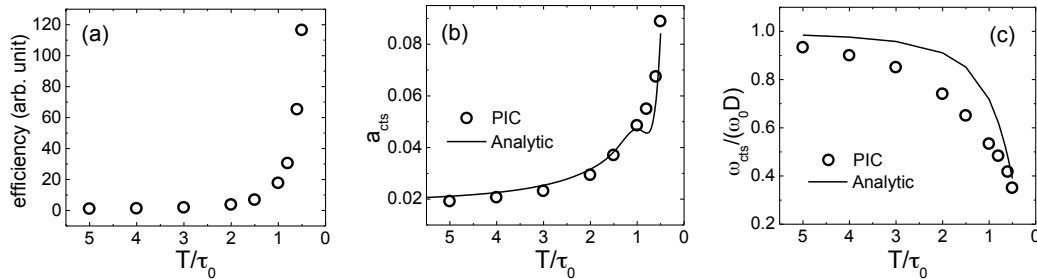 (a)
efficiency (arb. unit)
120
100
80
60
40
20
0
5 4 3 2 1 0
T/τ₀
(b)
a_cts
0.08
0.06
0.04
0.02
0.00
PIC
Analytic
5 4 3 2 1 0
T/τ₀
(c)
ω_cts/(ω₀D)
1.0
0.8
0.6
0.4
0.2
PIC
Analytic
5 4 3 2 1 0
T/τ₀